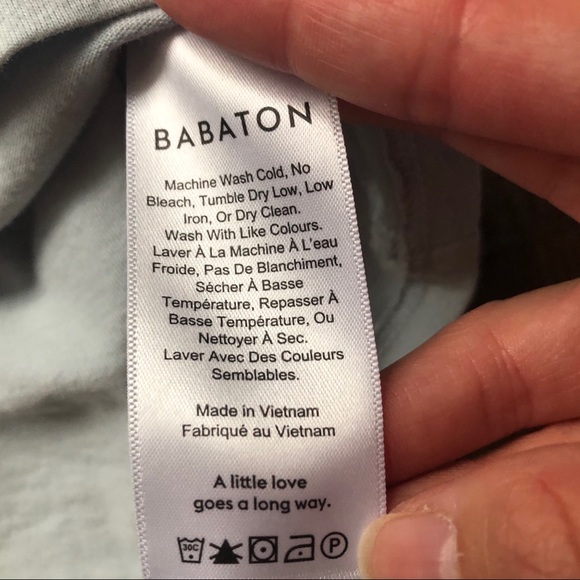 BABATON
Machine Wash Cold, No
Bleach, Tumble Dry Low, Low
Iron, Or Dry Clean.
Wash With Like Colours.
Laver À La Machine À L'eau
Froide, Pas De Blanchiment,
Sécher À Basse
Température, Repasser À
Basse Température, Ou
Nettoyer À Sec.
Laver Avec Des Couleurs
Semblables.
Made in Vietnam
Fabriqué au Vietnam
A little love
goes a long way.
30C P